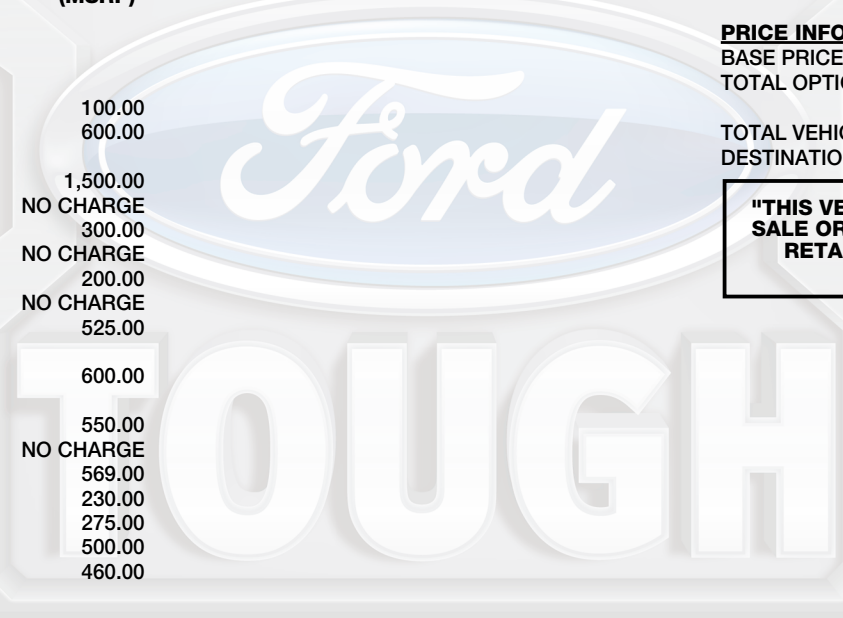 (MSRP)
100.00
600.00
1,500.00
NO CHARGE
300.00
NO CHARGE
200.00
NO CHARGE
525.00
600.00
550.00
NO CHARGE
569.00
230.00
275.00
500.00
460.00
PRICE INFO
BASE PRICE
TOTAL OPTIO
TOTAL VEHIC
DESTINATIO
"THIS VE
SALE OR
RETA
Ford
TOUGH